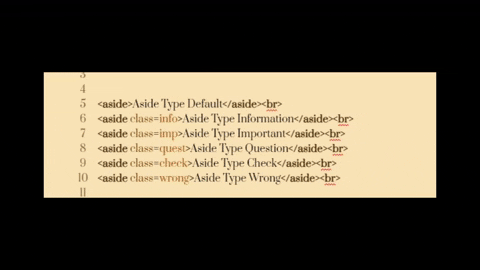 3
4
5 <aside>Aside Type Default</aside><br>
6 <aside class=info>Aside Type Information</aside><br>
7 <aside class=imp>Aside Type Important</aside><br>
8 <aside class=quest>Aside Type Question</aside><br>
9 <aside class=check>Aside Type Check</aside><br>
10 <aside class=wrong>Aside Type Wrong</aside><br>
11